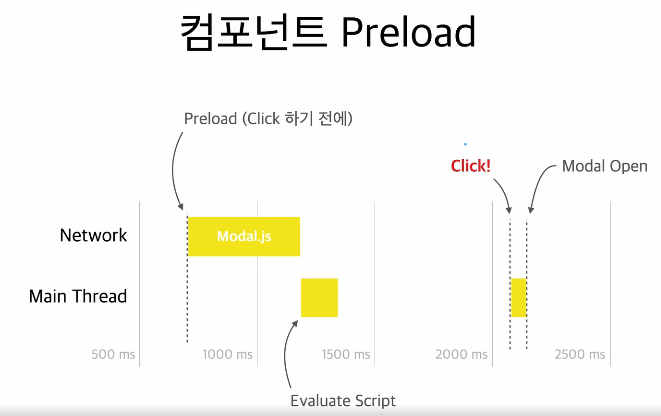 컴포넌트 Preload
Preload (Click 하기 전에)
Click!
Modal Open
Network
Modal.js
Main Thread
500 ms
1000 ms
1500 ms
2000 ms
2500 ms
Evaluate Script